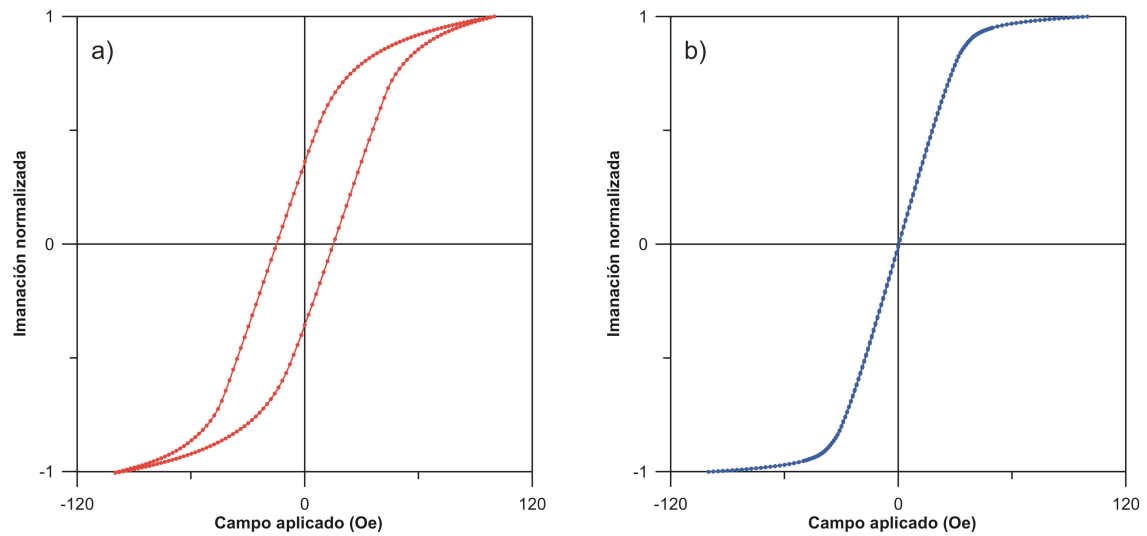 a)
Imanación normalizada
1
0
-1
-120
0
120
Campo aplicado (Oe)
b)
Imanación normalizada
1
0
-1
-120
0
120
Campo aplicado (Oe)